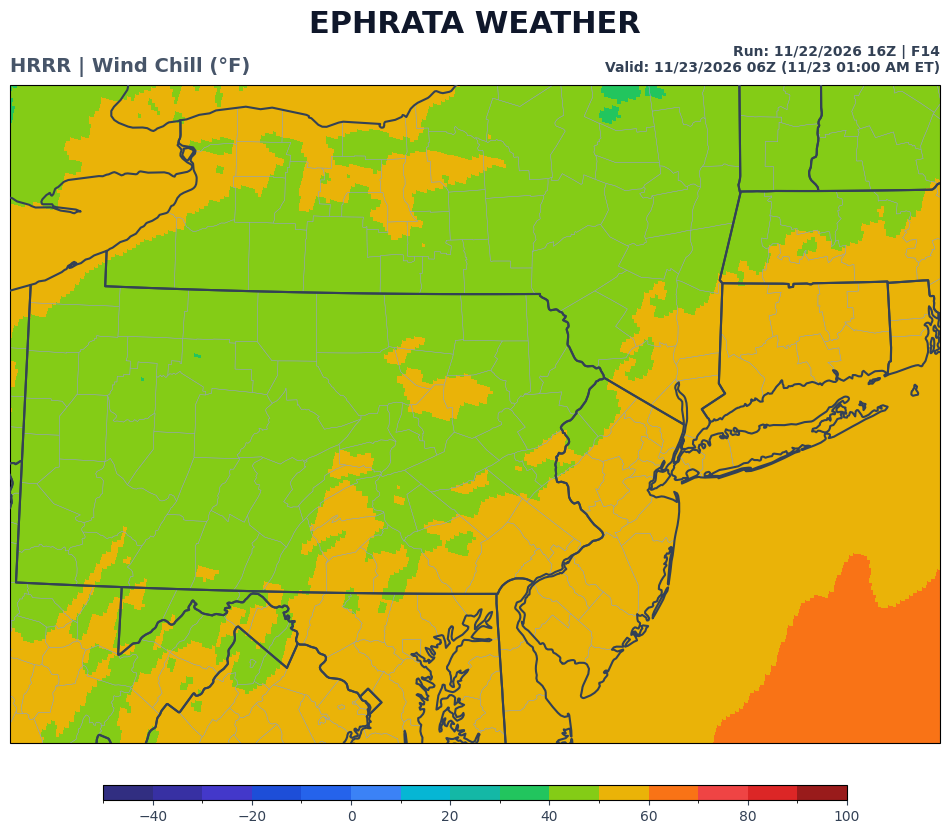 EPHRATA WEATHER
HRRR | Wind Chill (°F)
Run: 11/22/2026 16Z | F14
Valid: 11/23/2026 06Z (11/23 01:00 AM ET)
−40 −20 0 20 40 60 80 100